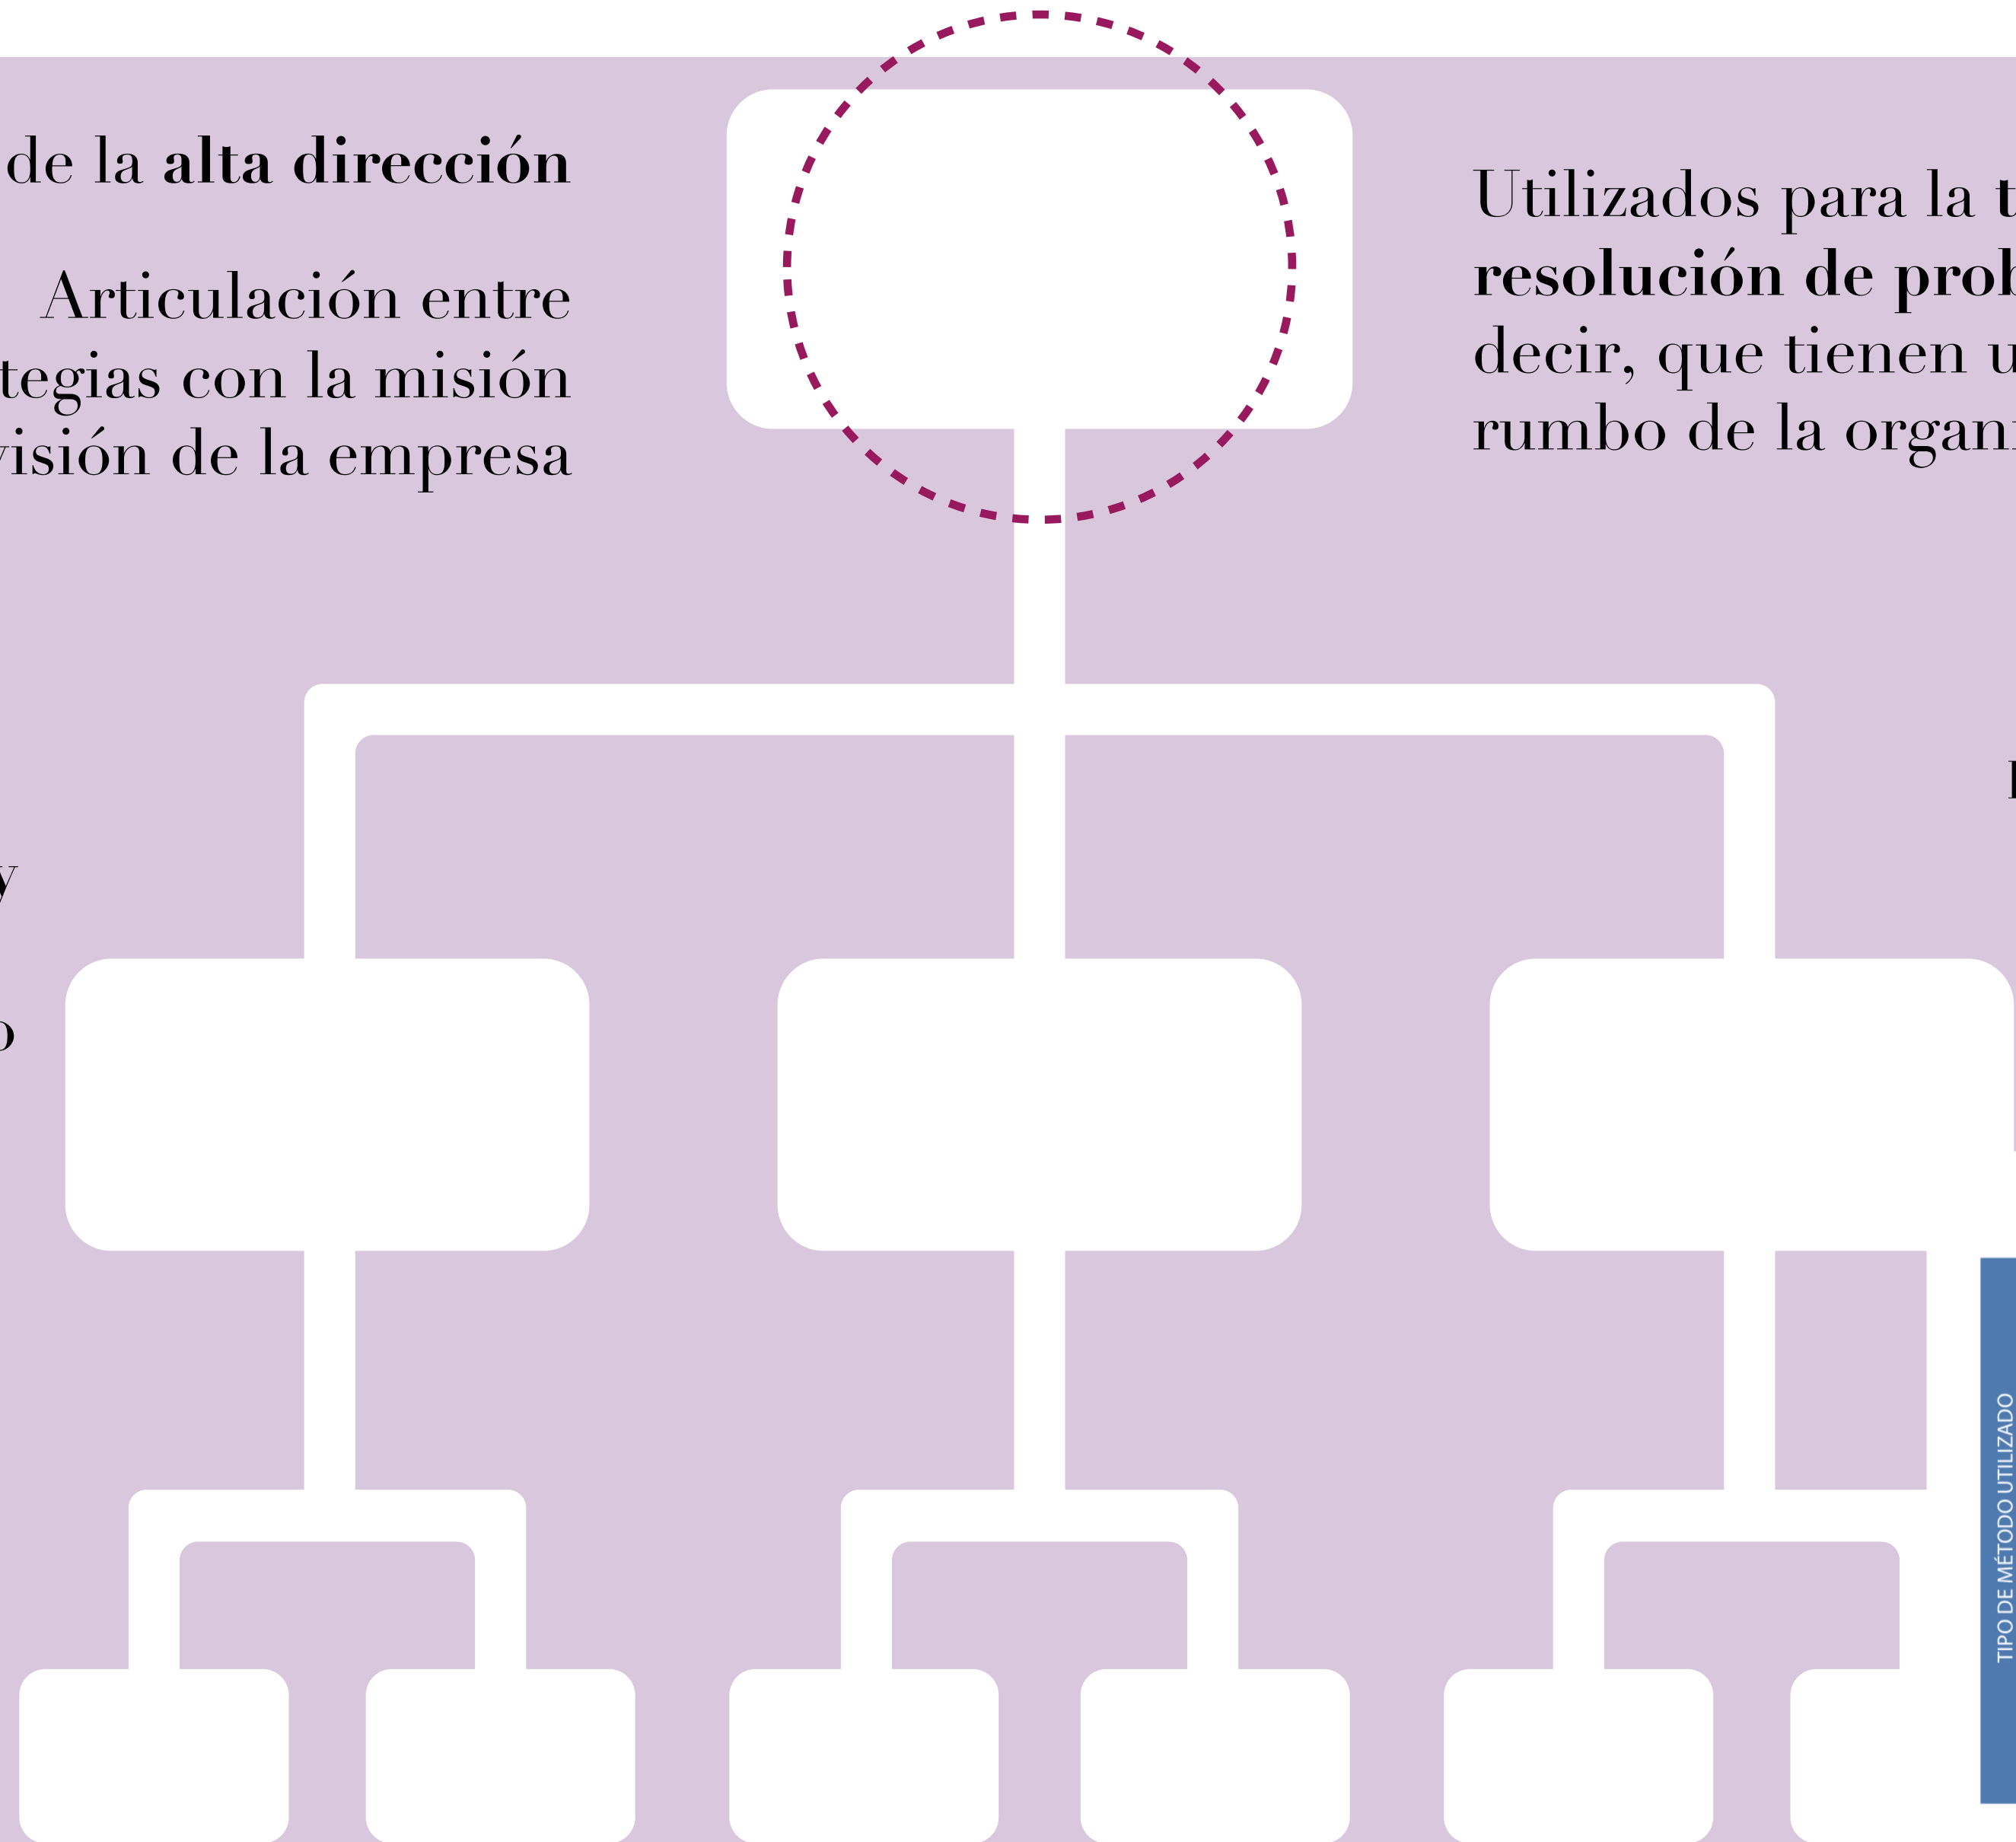 de la alta dirección
Articulación entre
tegias con la misión
visión de la empresa
Utilizados para la t
resolución de prob
decir, que tienen u
rumbo de la organi
y
o
TIPO DE MÉTODO UTILIZADO